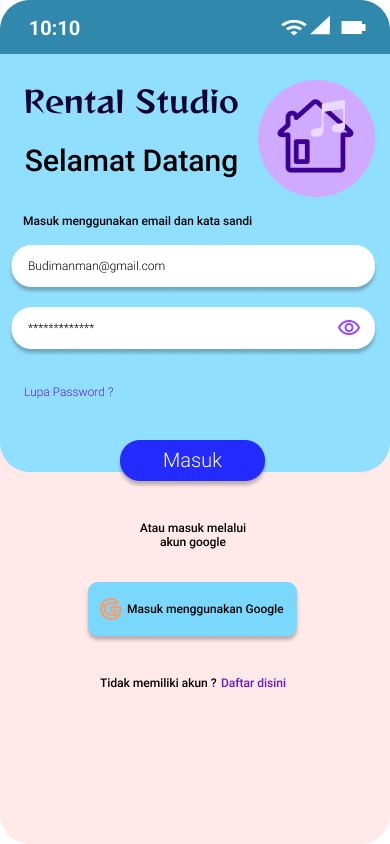 10:10
Rental Studio
Selamat Datang
Masuk menggunakan email dan kata sandi
Budimanman@gmail.com
*************
Lupa Password ?
Masuk
Atau masuk melalui
akun google
Masuk menggunakan Google
Tidak memiliki akun ? Daftar disini